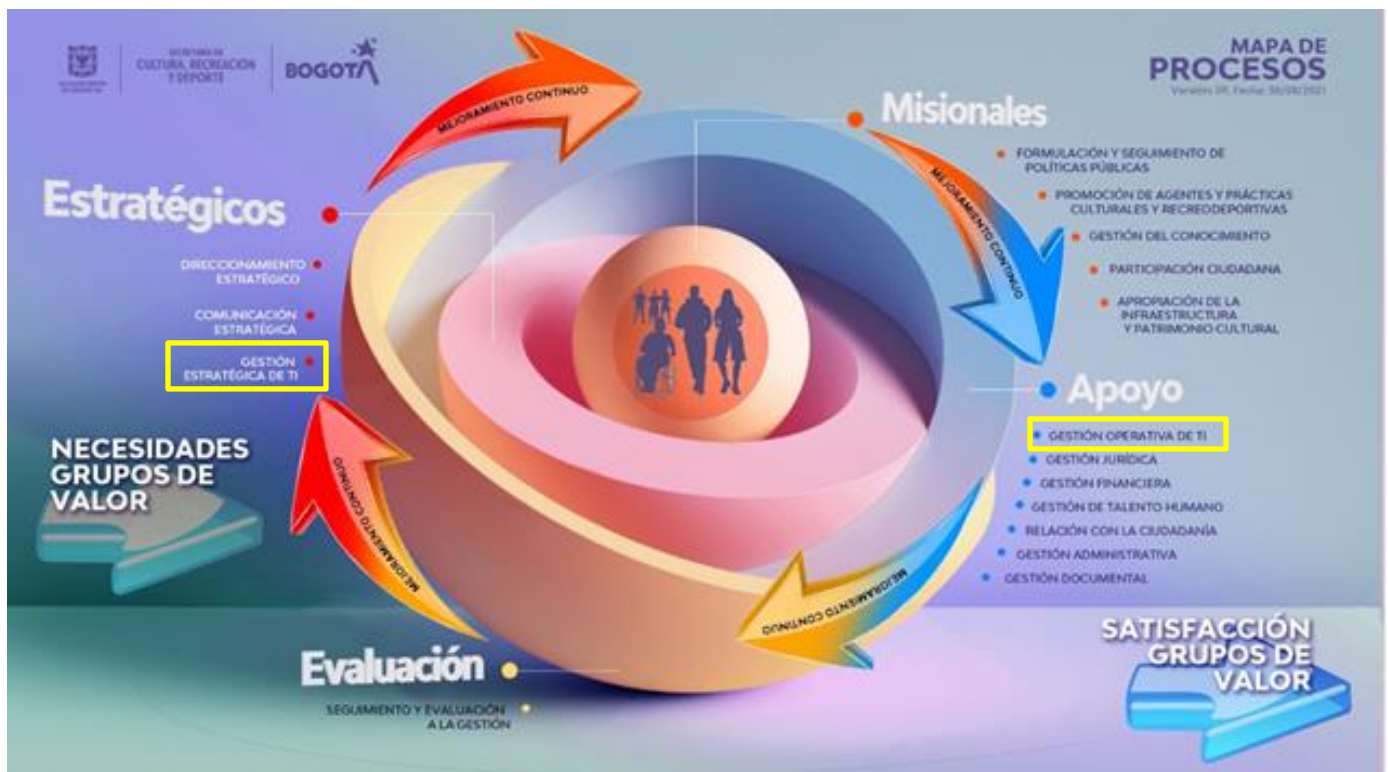 SECRETARÍA DE
CULTURA, RECREACIÓN
Y DEPORTE
BOGOTÁ
MAPA DE
PROCESOS
MEJORAMIENTO CONTINUO
Misionales
FORMULACIÓN Y SEGUIMIENTO DE
POLÍTICAS PÚBLICAS
PROMOCIÓN DE AGENTES Y PRÁCTICAS
CULTURALES Y RECREODEPORTIVAS
GESTIÓN DEL CONOCIMIENTO
PARTICIPACIÓN CIUDADANA
APROPIACIÓN DE LA
INFRAESTRUCTURA
Y PATRIMONIO CULTURAL
MEJORAMIENTO CONTINUO
Estratégicos
DIRECCIONAMIENTO
ESTRATÉGICO
COMUNICACIÓN
ESTRATÉGICA
GESTIÓN
ESTRATÉGICA DE TI
Apoyo
GESTIÓN OPERATIVA DE TI
GESTIÓN JURÍDICA
GESTIÓN FINANCIERA
GESTIÓN DE TALENTO HUMANO
RELACIÓN CON LA CIUDADANÍA
GESTIÓN ADMINISTRATIVA
GESTIÓN DOCUMENTAL
NECESIDADES
GRUPOS DE
VALOR
MEJORAMIENTO CONTINUO
MEJORAMIENTO CONTINUO
Evaluación
SEGUIMIENTO Y EVALUACIÓN
A LA GESTIÓN
SATISFACCIÓN
GRUPOS DE
VALOR